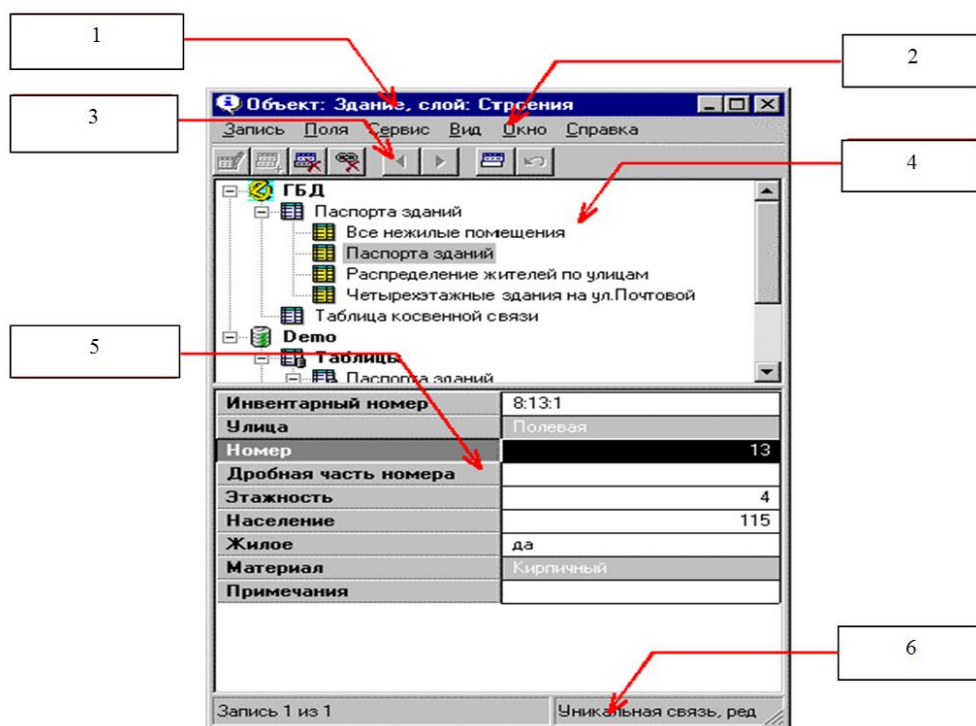 1
2
3
Объект: Здание, слой: Строения
Запись Поля Сервис Вид Окно Справка
4
ГБД
Паспорта зданий
Все нежилые помещения
Паспорта зданий
Распределение жителей по улицам
Четырехэтажные здания на ул.Почтовой
Таблица косвенной связи
5
Demo
Таблицы
Паспорта зданий
Инвентарный номер 8:13:1
Улица Полевая
Номер 13
Дробная часть номера
Этажность 4
Население 115
Жилое да
Материал Кирпичный
Примечания
6
Запись 1 из 1 Уникальная связь, ред